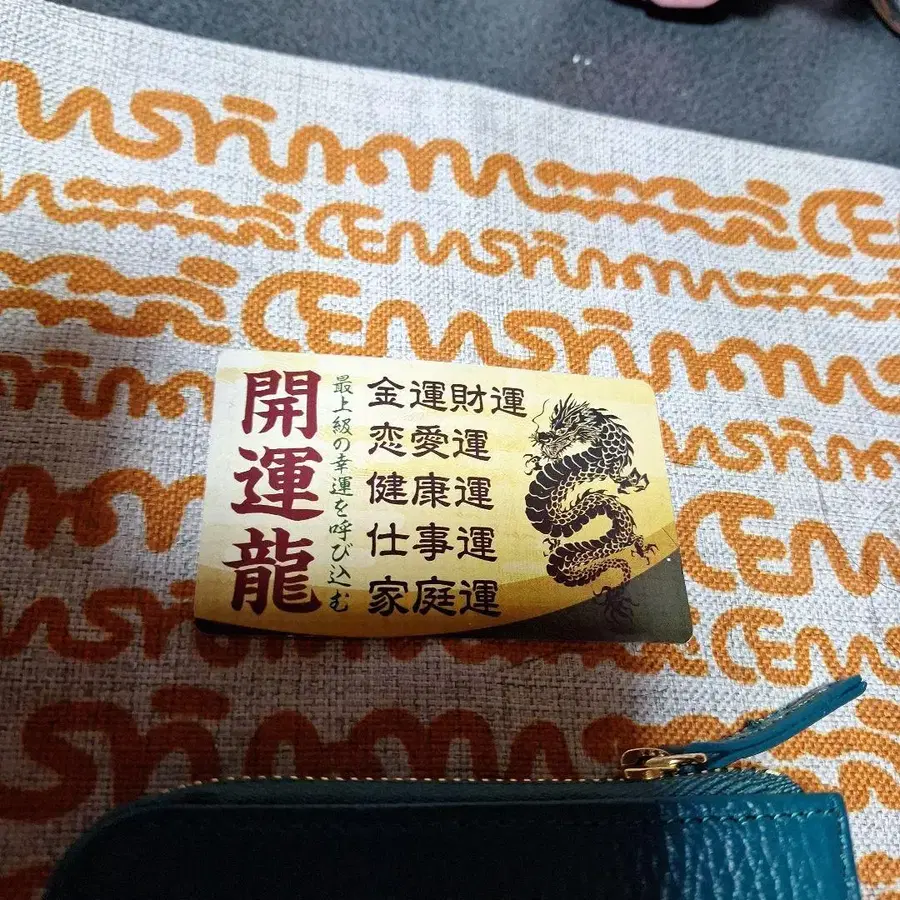 開運龍
最上級の幸運を呼び込む
金運財運
恋愛運
健康運
仕事運
家庭運